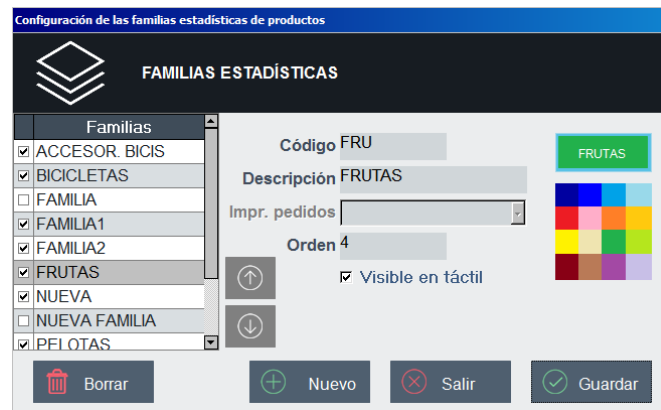 Configuración de las familias estadísticas de productos
FAMILIAS ESTADÍSTICAS
Familias
ACCESOR. BICIS
BICICLETAS
FAMILIA
FAMILIA1
FAMILIA2
FRUTAS
NUEVA
NUEVA FAMILIA
PELOTAS
Código FRU
Descripción FRUTAS
Impr. pedidos
Orden 4
Visible en táctil
FRUTAS
Borrar
Nuevo
Salir
Guardar